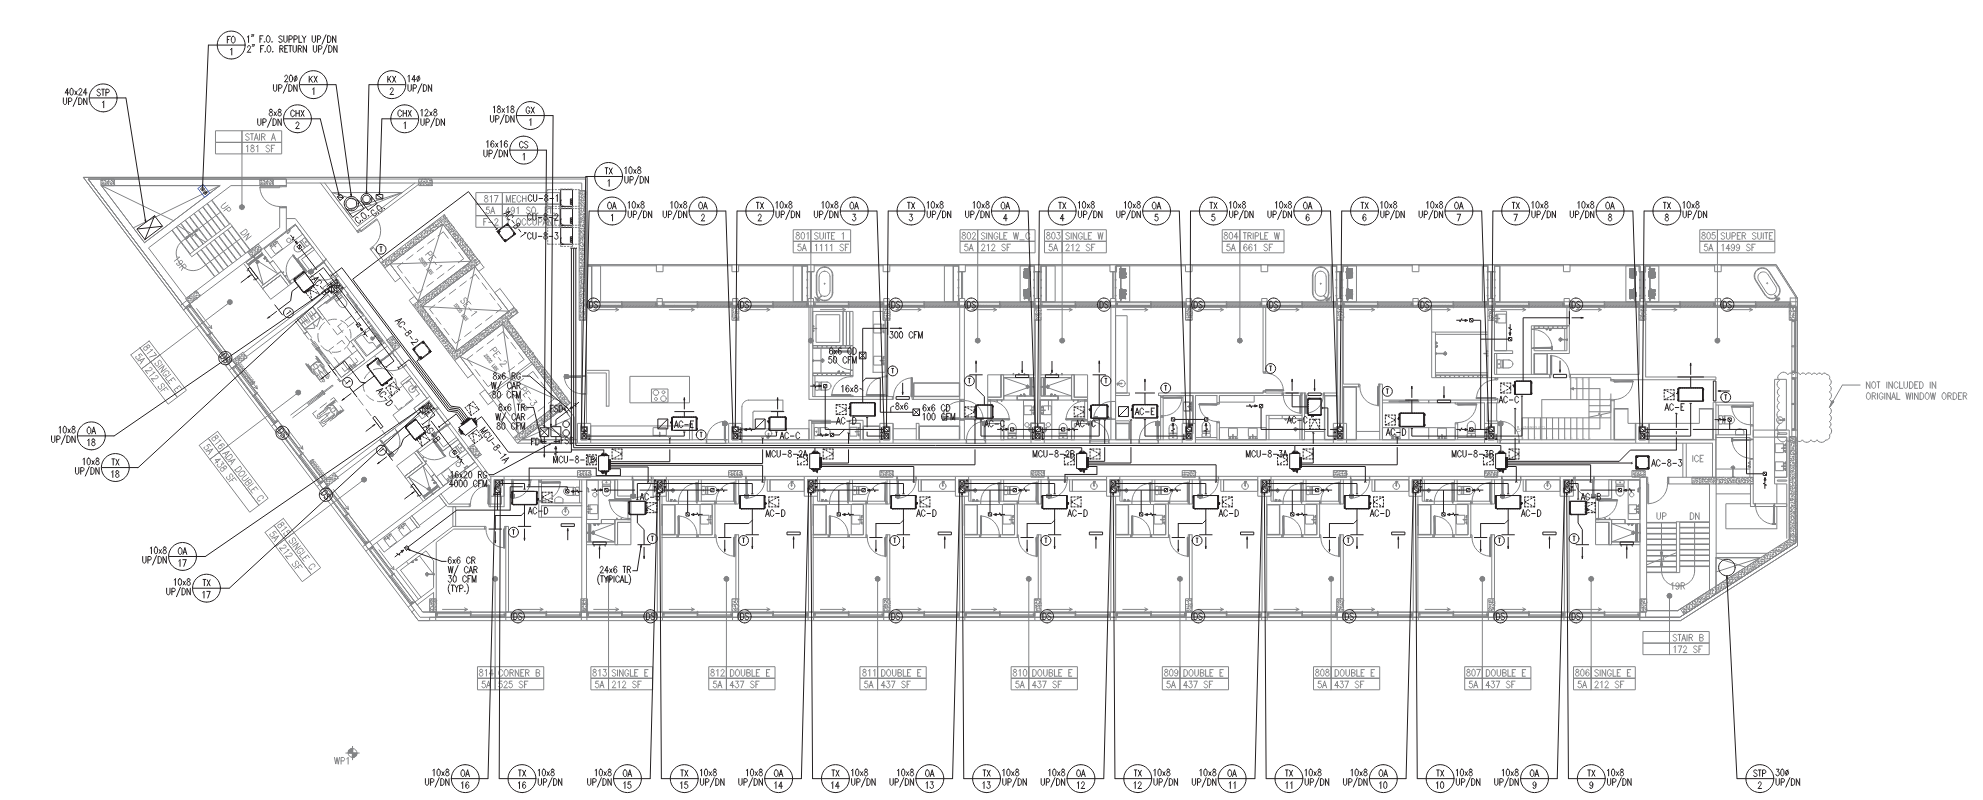 FO
1
1" F.O. SUPPLY UP/DN
2" F.O. RETURN UP/DN
40x24
UP/DN
STP
1
20ø
UP/DN
KX
1
KX
2
14ø
UP/DN
8x8
UP/DN
CHX
2
CHX
1
12x8
UP/DN
18x18
UP/DN
GX
1
16x16
UP/DN
CS
1
STAIR A
181 SF
TX
1
10x8
UP/DN
OA
1
10x8
UP/DN
10x8
UP/DN
OA
2
TX
2
10x8
UP/DN
10x8
UP/DN
OA
3
TX
3
10x8
UP/DN
10x8
UP/DN
OA
4
TX
4
10x8
UP/DN
10x8
UP/DN
OA
5
TX
5
10x8
UP/DN
10x8
UP/DN
OA
6
TX
6
10x8
UP/DN
10x8
UP/DN
OA
7
TX
7
10x8
UP/DN
10x8
UP/DN
OA
8
TX
8
10x8
UP/DN
817 MECH
5A 491 SQ
CU-8-1
CU-8-2
CU-8-3
801 SUITE 1
5A 1111 SF
802 SINGLE W_C
5A 212 SF
803 SINGLE W
5A 212 SF
804 TRIPLE W
5A 661 SF
805 SUPER SUITE
5A 1499 SF
UP
DN
19R
C.O.
C.O.
AC-8-2
AC-D
PE-2
MCU-8-1A
817 SINGLE
5A 212 SF
816 ADA DOUBLE C
5A 439 SF
815 SINGLE C
5A 212 SF
10x8
UP/DN
OA
18
10x8
UP/DN
TX
18
10x8
UP/DN
OA
17
10x8
UP/DN
TX
17
8x6 RG
W/ CAR
80 CFM
8x6 TR
W/ CAR
80 CFM
FSD
16x20 RG
4000 CFM
6x6 CD
50 CFM
300 CFM
16x8
8x6
6x6 CD
100 CFM
AC-E
AC-C
AC-D
AC-C
AC-C
AC-E
AC-C
AC-D
AC-C
AC-E
NOT INCLUDED IN
ORIGINAL WINDOW ORDER
MCU-8-2A
MCU-8-2B
MCU-8-3A
MCU-8-3B
AC-8-3
ICE
AC-D
AC-D
AC-D
AC-D
AC-D
AC-D
AC-D
AC-B
UP
DN
19R
6x6 CR
W/ CAR
30 CFM
(TYP.)
24x6 TR
(TYPICAL)
STAIR B
172 SF
814 CORNER B
5A 525 SF
813 SINGLE E
5A 212 SF
812 DOUBLE E
5A 437 SF
811 DOUBLE E
5A 437 SF
810 DOUBLE E
5A 437 SF
809 DOUBLE E
5A 437 SF
808 DOUBLE E
5A 437 SF
807 DOUBLE E
5A 437 SF
806 SINGLE E
5A 212 SF
WP1
10x8
UP/DN
OA
16
TX
16
10x8
UP/DN
10x8
UP/DN
OA
15
TX
15
10x8
UP/DN
10x8
UP/DN
OA
14
TX
14
10x8
UP/DN
10x8
UP/DN
OA
13
TX
13
10x8
UP/DN
10x8
UP/DN
OA
12
TX
12
10x8
UP/DN
10x8
UP/DN
OA
11
TX
11
10x8
UP/DN
10x8
UP/DN
OA
10
TX
10
10x8
UP/DN
10x8
UP/DN
OA
9
TX
9
10x8
UP/DN
STP
2
30ø
UP/DN